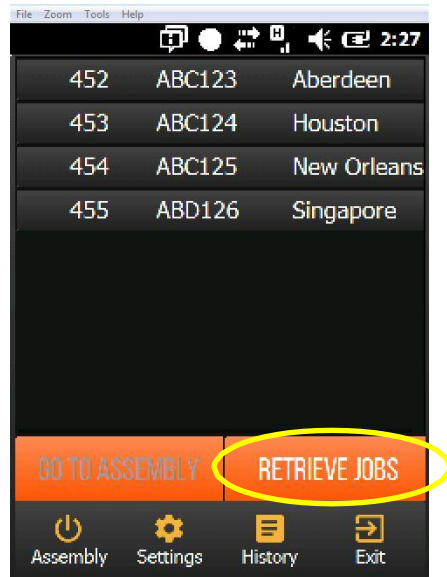 File Zoom Tools Help
H 2:27
452 ABC123 Aberdeen
453 ABC124 Houston
454 ABC125 New Orleans
455 ABD126 Singapore
GO TO ASSEMBLY RETRIEVE JOBS
Assembly Settings History Exit